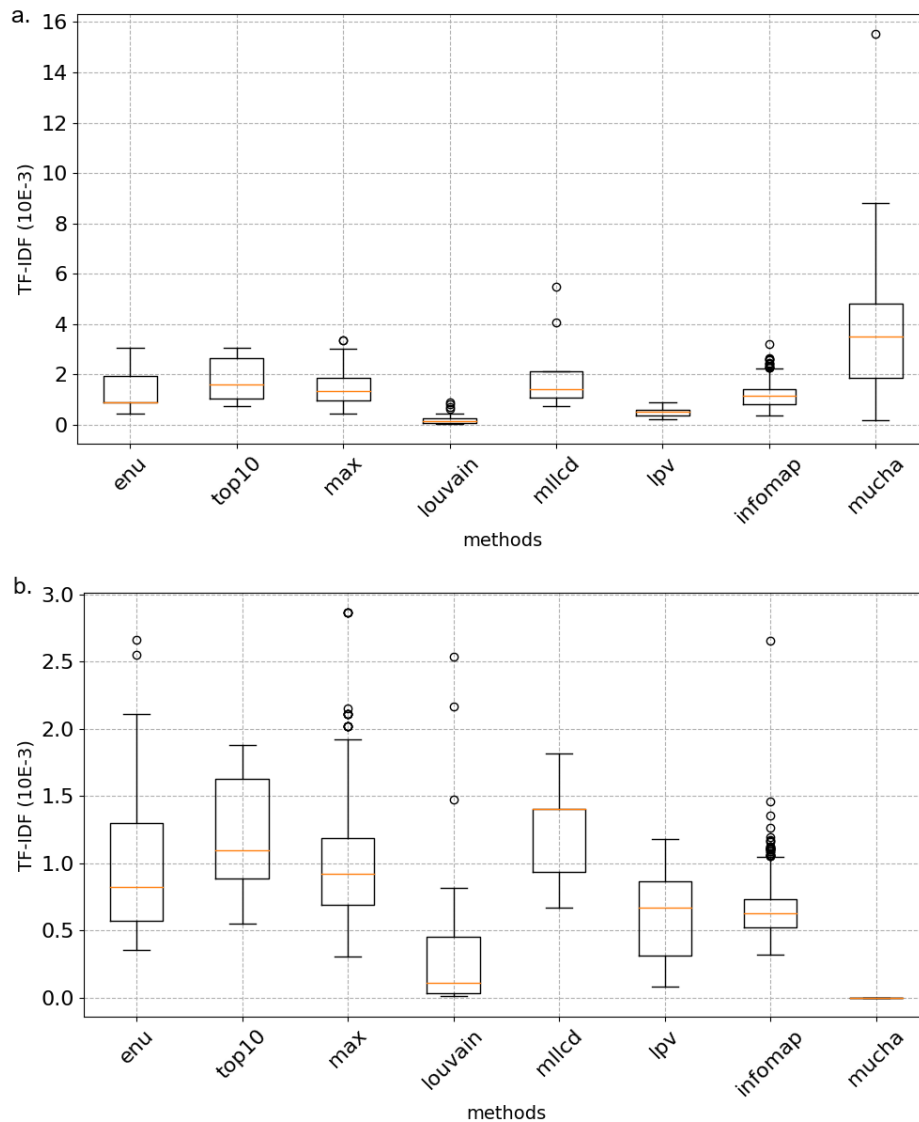 a.
16
14
12
10
8
6
4
2
0
TF-IDF (10E-3)
enu
top10
max
louvain
mllcd
lpv
infomap
mucha
methods
b.
3.0
2.5
2.0
1.5
1.0
0.5
0.0
TF-IDF (10E-3)
enu
top10
max
louvain
mllcd
lpv
infomap
mucha
methods